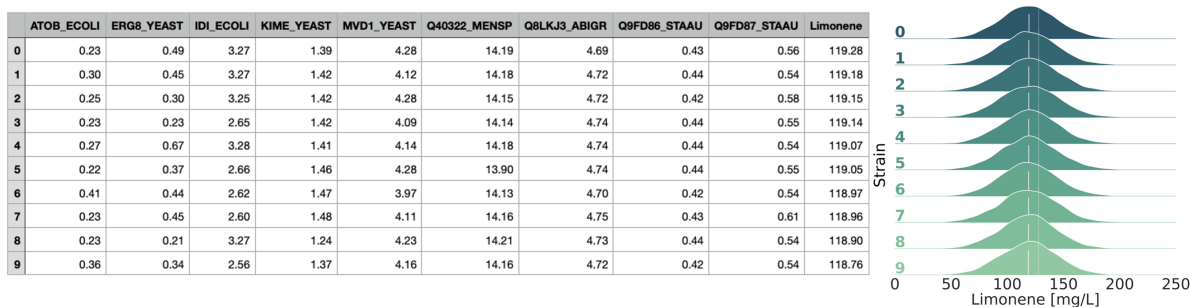 ATOB_ECOLI ERG8_YEAST IDI_ECOLI KIME_YEAST MVD1_YEAST Q40322_MENSP Q8LKJ3_ABIGR Q9FD86_STAAU Q9FD87_STAAU Limonene
0 0.23 0.49 3.27 1.39 4.28 14.19 4.69 0.43 0.56 119.28
1 0.30 0.45 3.27 1.42 4.12 14.18 4.72 0.44 0.54 119.18
2 0.25 0.30 3.25 1.42 4.28 14.15 4.72 0.42 0.58 119.15
3 0.23 0.23 2.65 1.42 4.09 14.14 4.74 0.44 0.55 119.14
4 0.27 0.67 3.28 1.41 4.14 14.18 4.74 0.44 0.54 119.07
5 0.22 0.37 2.66 1.46 4.28 13.90 4.74 0.44 0.55 119.05
6 0.41 0.44 2.62 1.47 3.97 14.13 4.70 0.42 0.54 118.97
7 0.23 0.45 2.60 1.48 4.11 14.16 4.75 0.43 0.61 118.96
8 0.23 0.21 3.27 1.24 4.23 14.21 4.73 0.44 0.54 118.90
9 0.36 0.34 2.56 1.37 4.16 14.16 4.72 0.42 0.54 118.76
Strain
0
1
2
3
4
5
6
7
8
9
0 50 100 150 200 250
Limonene [mg/L]